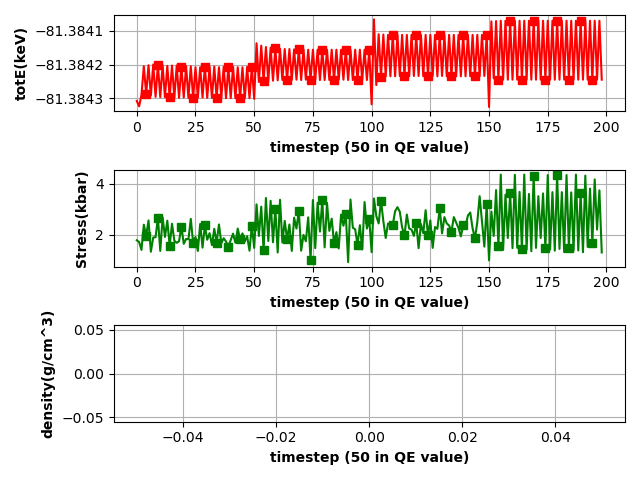 totE(keV)
−81.3841
−81.3842
−81.3843
0 25 50 75 100 125 150 175 200
timestep (50 in QE value)
Stress(kbar)
4
2
0 25 50 75 100 125 150 175 200
timestep (50 in QE value)
density(g/cm^3)
0.05
0.00
−0.05
−0.04 −0.02 0.00 0.02 0.04
timestep (50 in QE value)